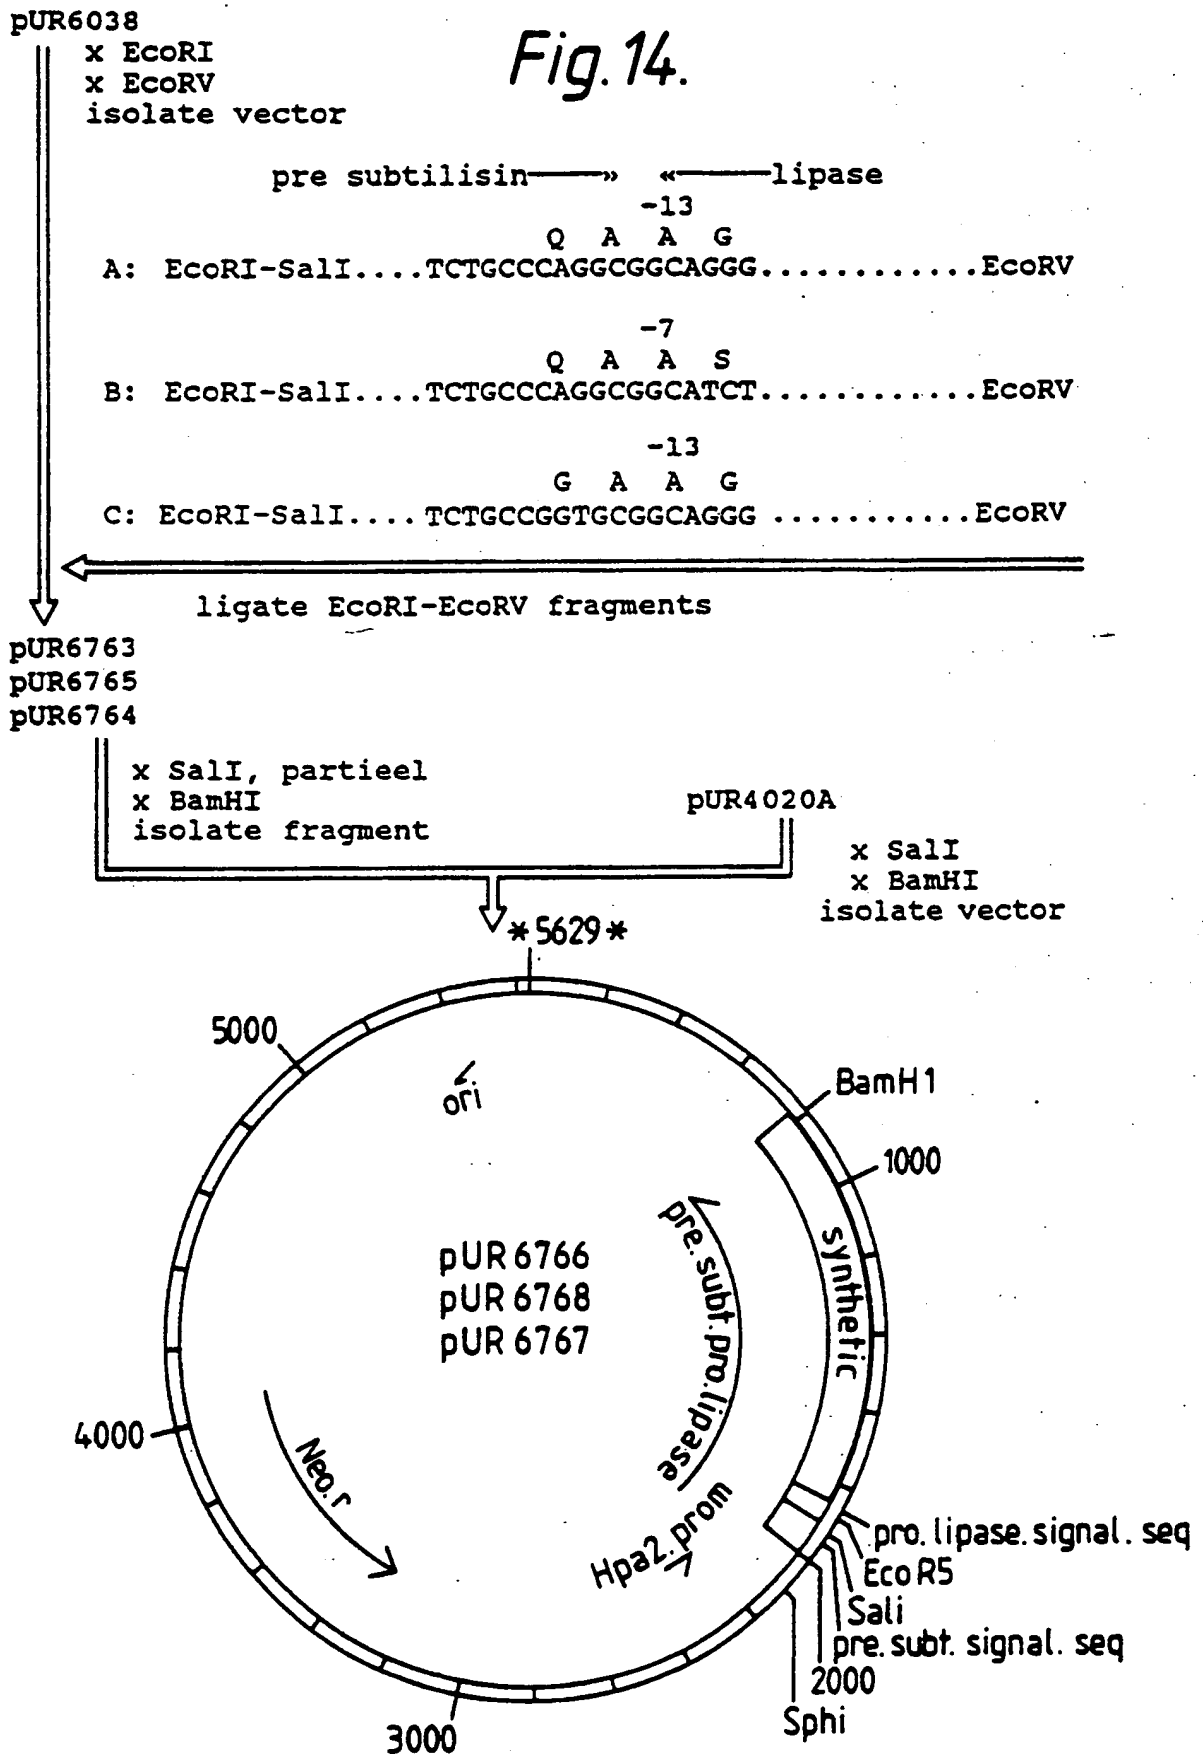 pUR6038
x EcoRI
x EcoRV
isolate vector
Fig. 14.
pre subtilisin———» «———lipase
-13
Q A A G
A: EcoRI-SalI....TCTGCCCAGGCGGCAGGG............EcoRV
-7
Q A A S
B: EcoRI-SalI....TCTGCCCAGGCGGCATCT............EcoRV
-13
G A A G
C: EcoRI-SalI.... TCTGCCGGTGCGGCAGGG ...........EcoRV
ligate EcoRI-EcoRV fragments
pUR6763
pUR6765
pUR6764
x SalI, partieel
x BamHI
isolate fragment
pUR4020A
x SalI
x BamHI
isolate vector
*5629*
5000
ori
BamH1
1000
synthetic
pre.subt.pro.lipase
pUR 6766
pUR 6768
pUR 6767
4000
Neo.r
Hpa2.prom
pro.lipase.signal.seq
EcoR5
Sali
pre.subt.signal.seq
2000
Sphi
3000